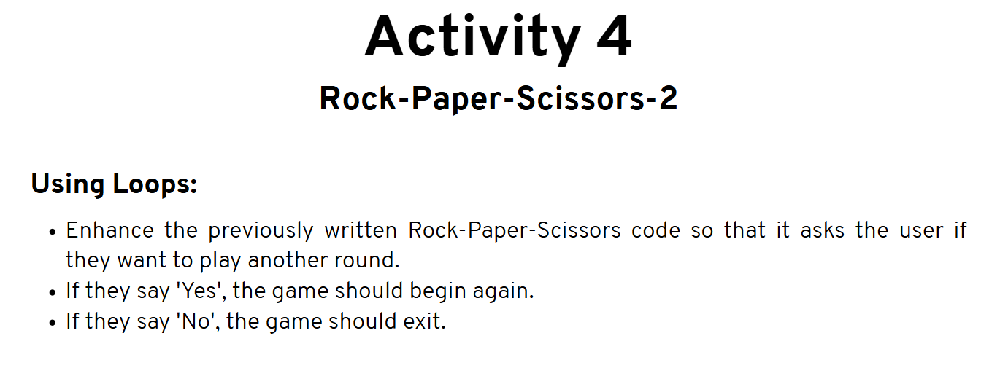 Activity 4
Rock-Paper-Scissors-2
Using Loops:
• Enhance the previously written Rock-Paper-Scissors code so that it asks the user if
they want to play another round.
• If they say 'Yes', the game should begin again.
• If they say 'No', the game should exit.